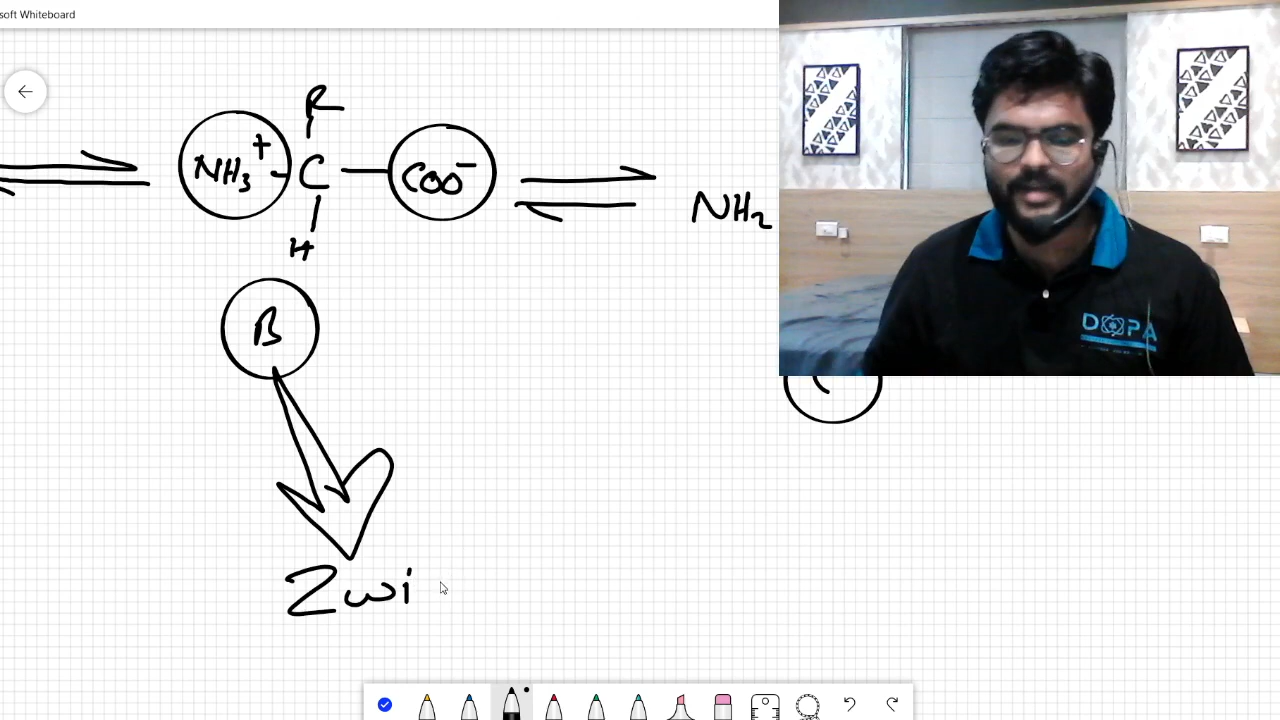 soft Whiteboard
R
NH₃⁺ - C — COO⁻ ⇌ NH₂
H
B
Zwi
DOPA